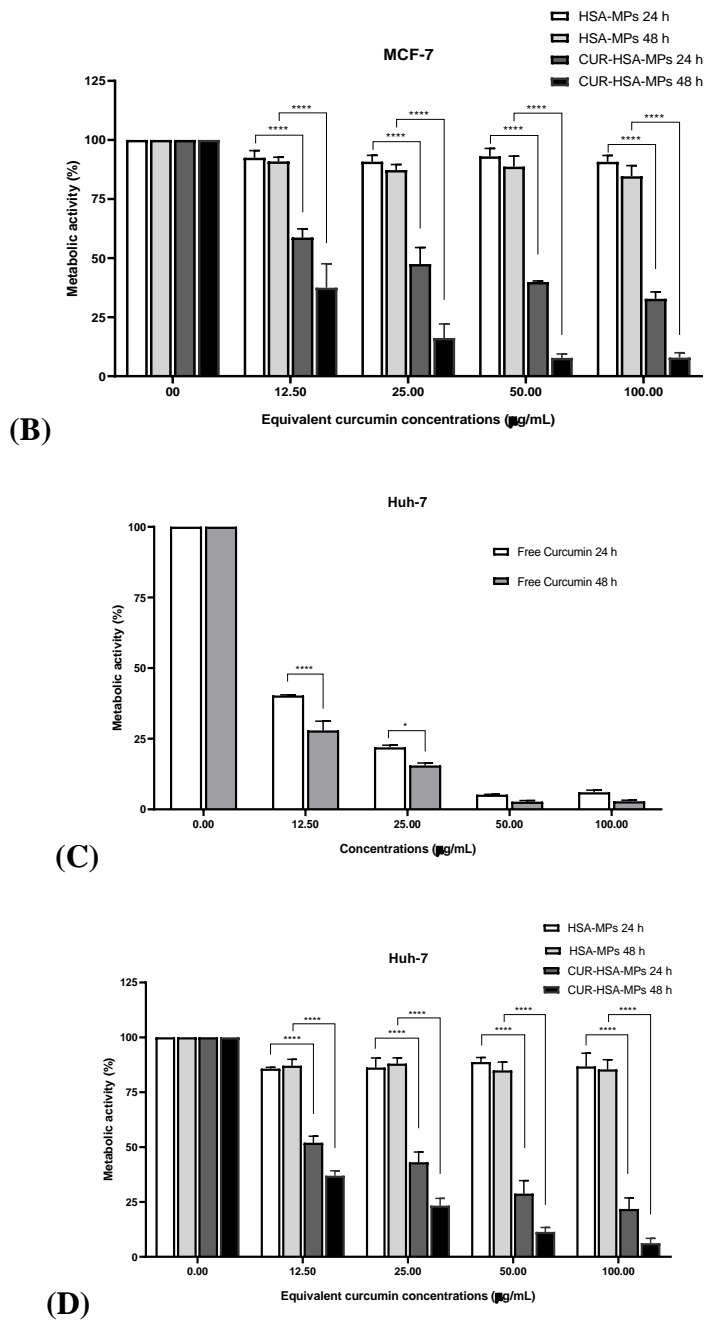 HSA-MPs 24 h
HSA-MPs 48 h
CUR-HSA-MPs 24 h
CUR-HSA-MPs 48 h
MCF-7
125
100
75
50
25
0
Metabolic activity (%)
**** **** **** **** **** **** **** ****
00 12.50 25.00 50.00 100.00
Equivalent curcumin concentrations (µg/mL)
(B)
Huh-7
Free Curcumin 24 h
Free Curcumin 48 h
100
75
50
25
0
Metabolic activity (%)
**** *
0.00 12.50 25.00 50.00 100.00
Concentrations (µg/mL)
(C)
HSA-MPs 24 h
HSA-MPs 48 h
CUR-HSA-MPs 24 h
CUR-HSA-MPs 48 h
Huh-7
125
100
75
50
25
0
Metabolic activity (%)
**** **** **** **** **** **** **** ****
0.00 12.50 25.00 50.00 100.00
Equivalent curcumin concentrations (µg/mL)
(D)